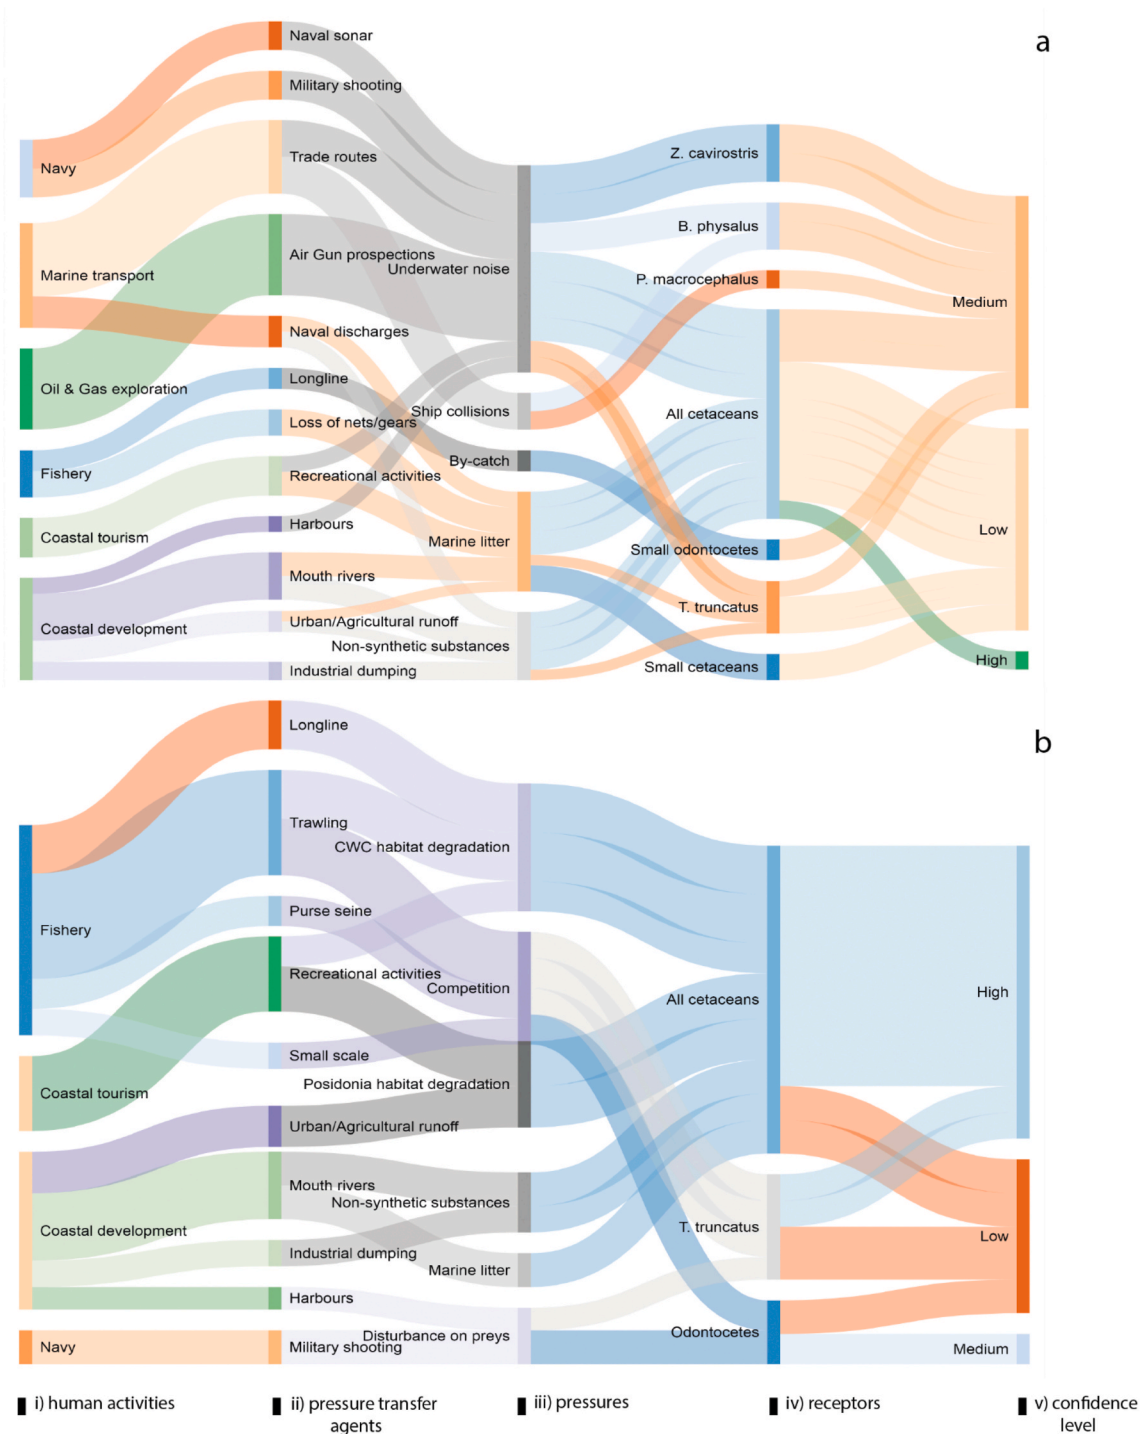 a
Naval sonar
Military shooting
Trade routes
Air Gun prospections
Naval discharges
Longline
Loss of nets/gears
Recreational activities
Harbours
Mouth rivers
Urban/Agricultural runoff
Industrial dumping
Navy
Marine transport
Oil & Gas exploration
Fishery
Coastal tourism
Coastal development
Underwater noise
Ship collisions
By-catch
Marine litter
Non-synthetic substances
Z. cavirostris
B. physalus
P. macrocephalus
All cetaceans
Small odontocetes
T. truncatus
Small cetaceans
Medium
Low
High
b
Longline
Trawling
Purse seine
Recreational activities
Small scale
Urban/Agricultural runoff
Mouth rivers
Industrial dumping
Harbours
Military shooting
Fishery
Coastal tourism
Coastal development
Navy
CWC habitat degradation
Competition
Posidonia habitat degradation
Non-synthetic substances
Marine litter
Disturbance on preys
All cetaceans
T. truncatus
Odontocetes
High
Low
Medium
i) human activities
ii) pressure transfer
agents
iii) pressures
iv) receptors
v) confidence
level